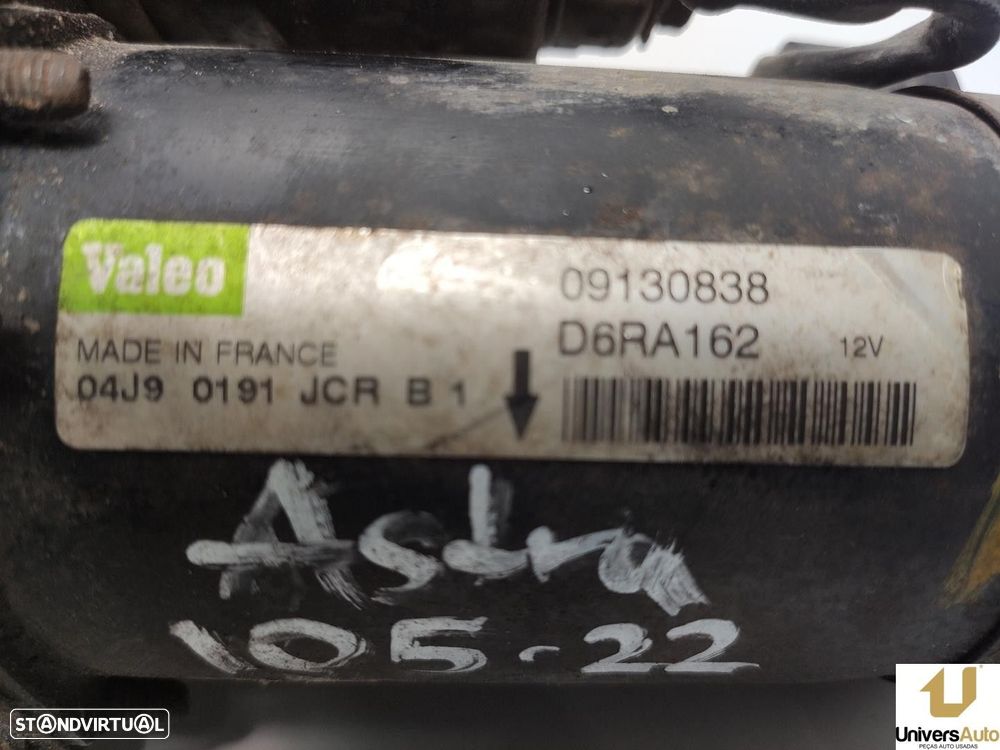 Valeo
09130838
D6RA162 12V
MADE IN FRANCE
04J9 0191 JCR B 1
Astra
105-22
STANDVIRTUAL
UniversAuto
PEÇAS AUTO USADAS